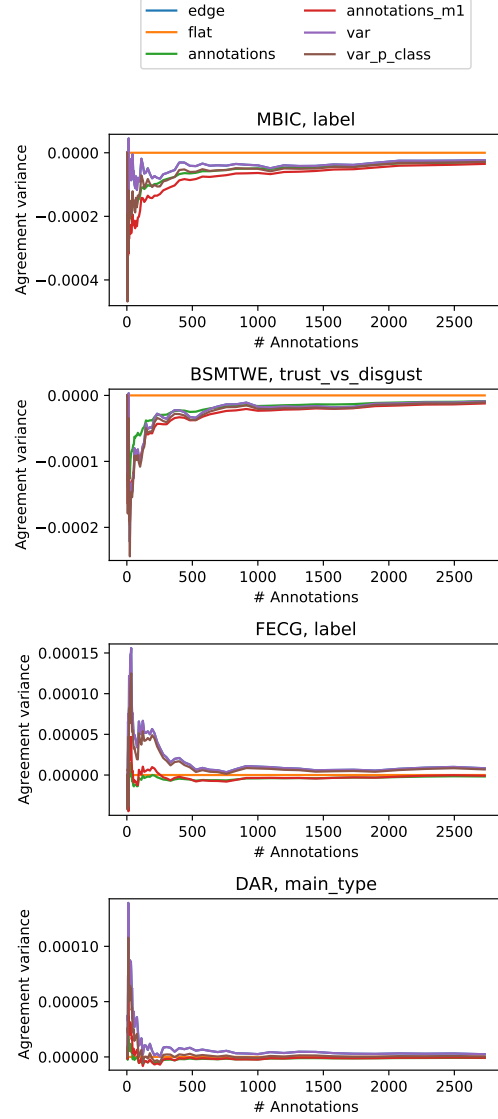 edge
flat
annotations
annotations_m1
var
var_p_class
MBIC, label
Agreement variance
0.0000
−0.0002
−0.0004
0 500 1000 1500 2000 2500
# Annotations
BSMTWE, trust_vs_disgust
Agreement variance
0.0000
−0.0001
−0.0002
0 500 1000 1500 2000 2500
# Annotations
FECG, label
Agreement variance
0.00015
0.00010
0.00005
0.00000
0 500 1000 1500 2000 2500
# Annotations
DAR, main_type
Agreement variance
0.00010
0.00005
0.00000
0 500 1000 1500 2000 2500
# Annotations